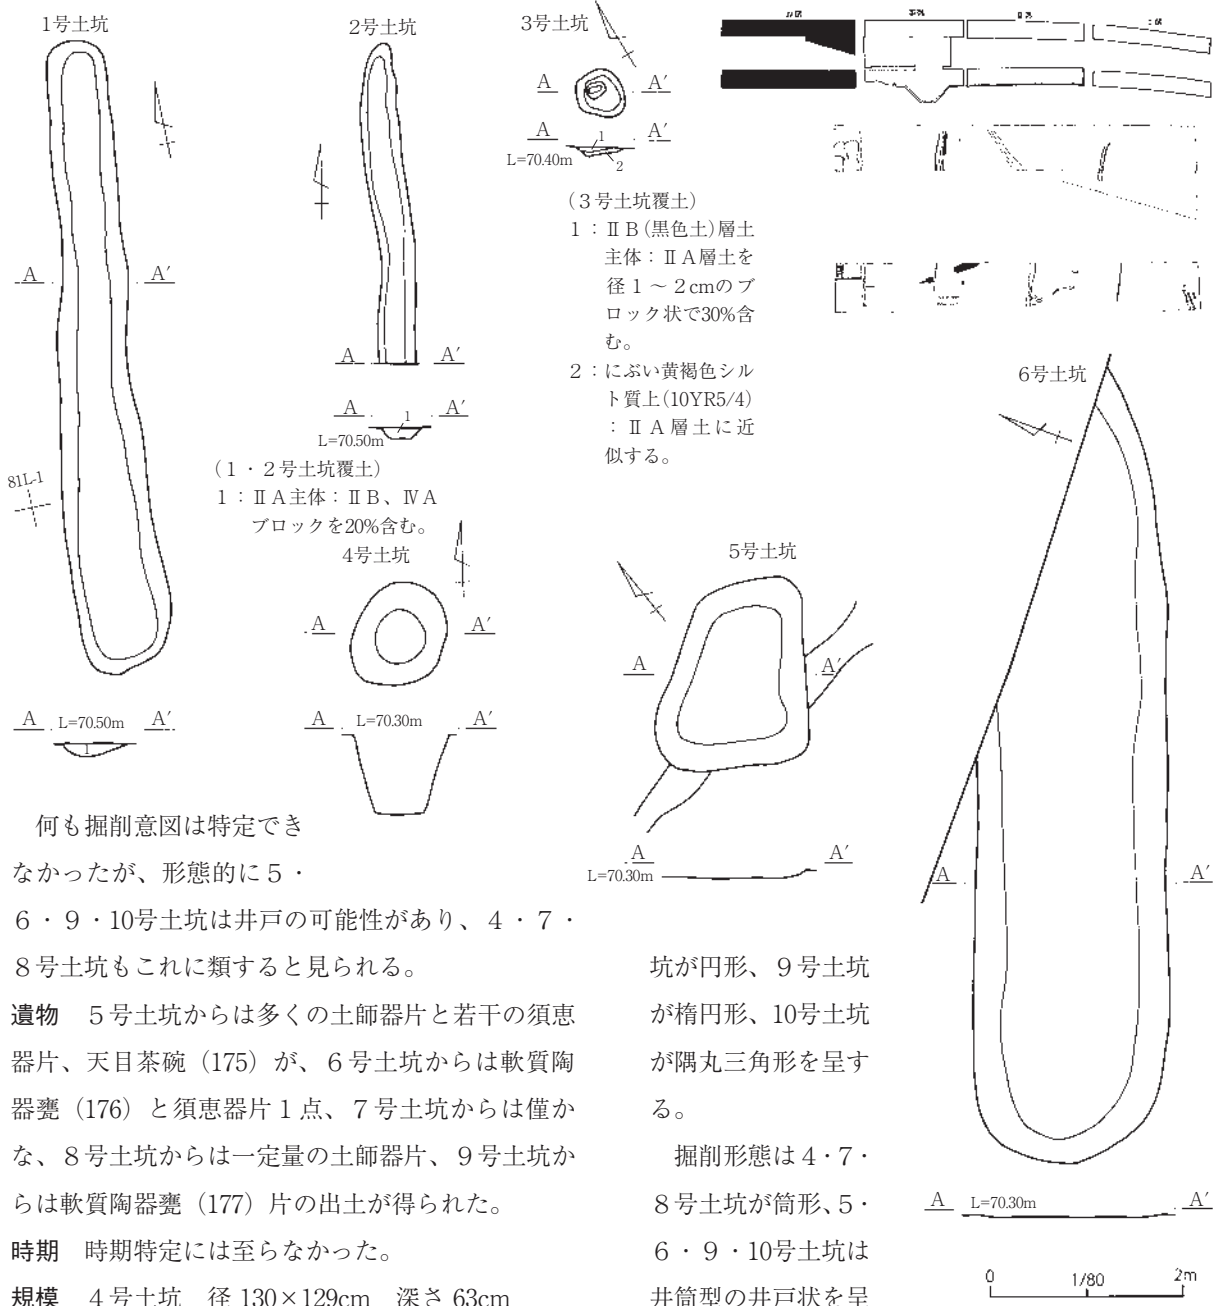 1号土坑
2号土坑
3号土坑
A
A′
A
A′
L=70.40m
1
2
(3号土坑覆土)
1：ⅡB(黒色土)層土
主体：ⅡA層土を
径1～2cmのブ
ロック状で30%含
む。
2：にぶい黄褐色シル
ト質上(10YR5/4)
：ⅡA層土に近
似する。
A
A′
A
A′
A
A′
1
L=70.50m
(1・2号土坑覆土)
1：ⅡA主体：ⅡB、ⅣA
ブロックを20%含む。
81L-1
4号土坑
A
A′
A
L=70.50m
A′
1
A
L=70.30m
A′
5号土坑
A
A′
A
A′
L=70.30m
6号土坑
A
A′
A
L=70.30m
A′
0
1/80
2m
何も掘削意図は特定でき
なかったが、形態的に5・
6・9・10号土坑は井戸の可能性があり、4・7・
8号土坑もこれに類すると見られる。
遺物　5号土坑からは多くの土師器片と若干の須恵
器片、天目茶碗（175）が、6号土坑からは軟質陶
器甕（176）と須恵器片1点、7号土坑からは僅か
な、8号土坑からは一定量の土師器片、9号土坑か
らは軟質陶器甕（177）片の出土が得られた。
時期　時期特定には至らなかった。
規模　4号土坑　径 130×129cm　深さ 63cm
坑が円形、9号土坑
が楕円形、10号土坑
が隅丸三角形を呈す
る。
掘削形態は4・7・
8号土坑が筒形、5・
6・9・10号土坑は
井筒型の井戸状を呈